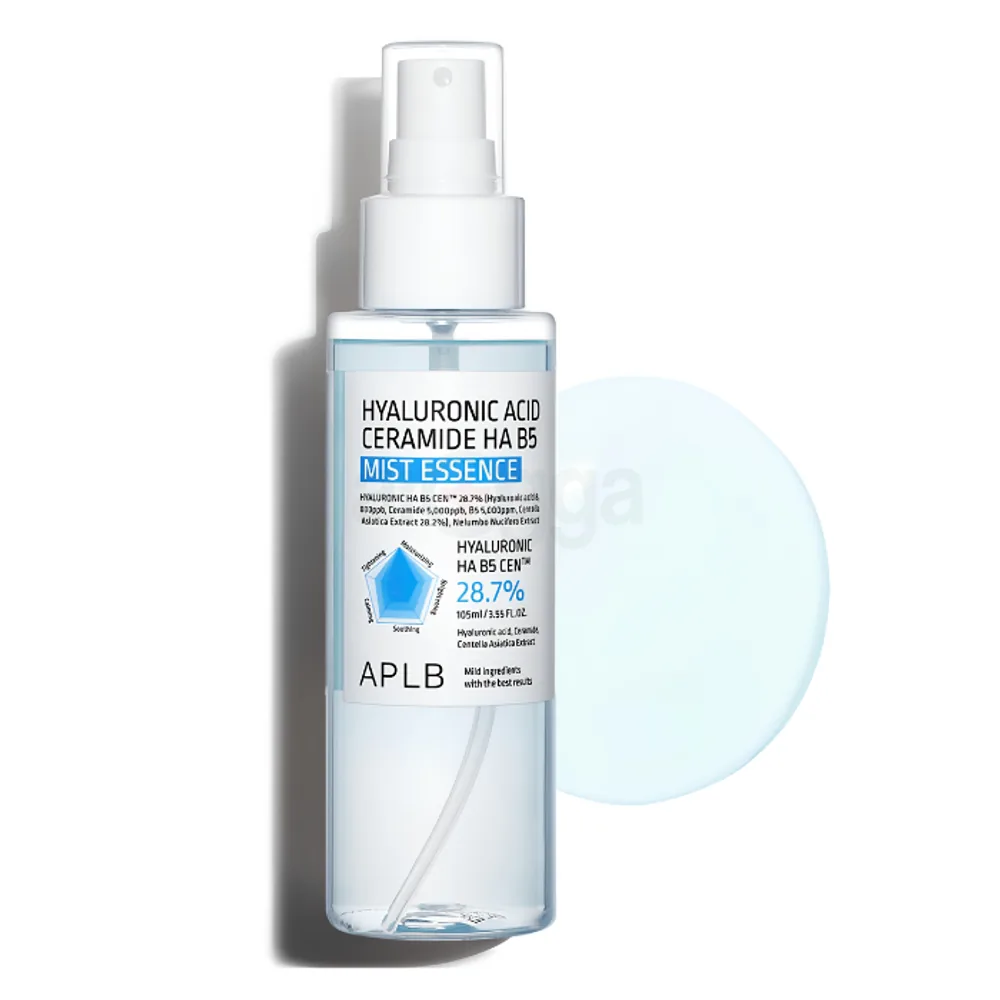 HYALURONIC ACID
CERAMIDE HA B5
MIST ESSENCE
HYALURONIC HA B5 CEN™ 28.7% (Hyaluronic acid 8,
000ppb, Ceramide 5,000ppb, B5 5,000ppm, Centella
Asiatica Extract 28.2%), Nelumbo Nucifera Extract
Tightening
Moisturizing
Brightening
Calming
Soothing
HYALURONIC
HA B5 CEN™
28.7%
105ml / 3.55 FL.OZ.
Hyaluronic acid, Ceramide,
Centella Asiatica Extract
APLB
Mild ingredients
with the best results